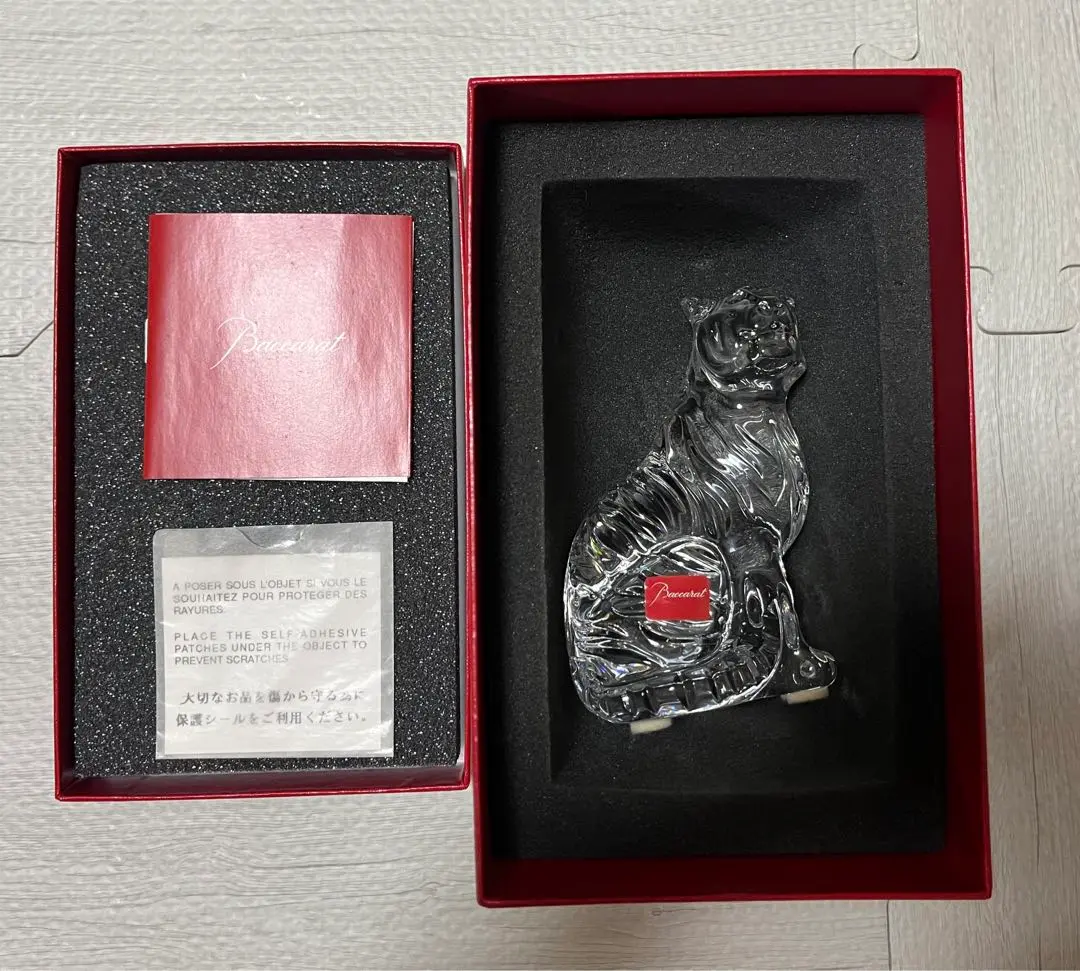 Baccarat
A POSER SOUS L'OBJET SI VOUS LE
SOUHAITEZ POUR PROTEGER DES
RAYURES.
PLACE THE SELF-ADHESIVE
PATCHES UNDER THE OBJECT TO
PREVENT SCRATCHES
大切なお品を傷から守る為に
保護シールをご利用ください。
Baccarat